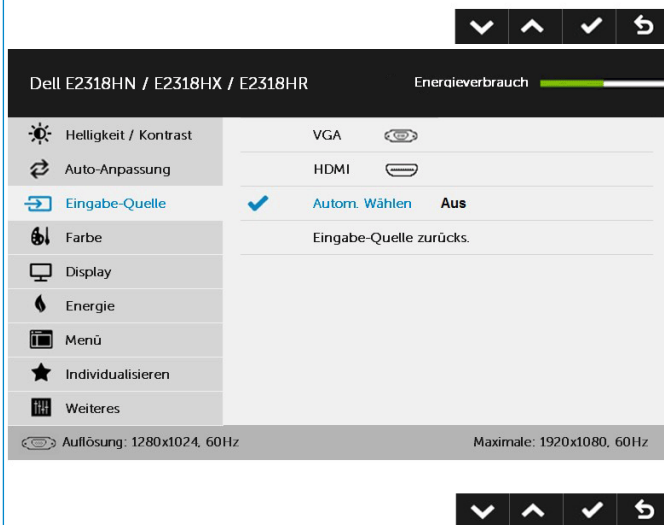 Dell E2318HN / E2318HX / E2318HR Energieverbrauch
Helligkeit / Kontrast VGA
Auto-Anpassung HDMI
Eingabe-Quelle Autom. Wählen Aus
Farbe Eingabe-Quelle zurücks.
Display
Energie
Menü
Individualisieren
Weiteres
Auflösung: 1280x1024, 60Hz Maximale: 1920x1080, 60Hz